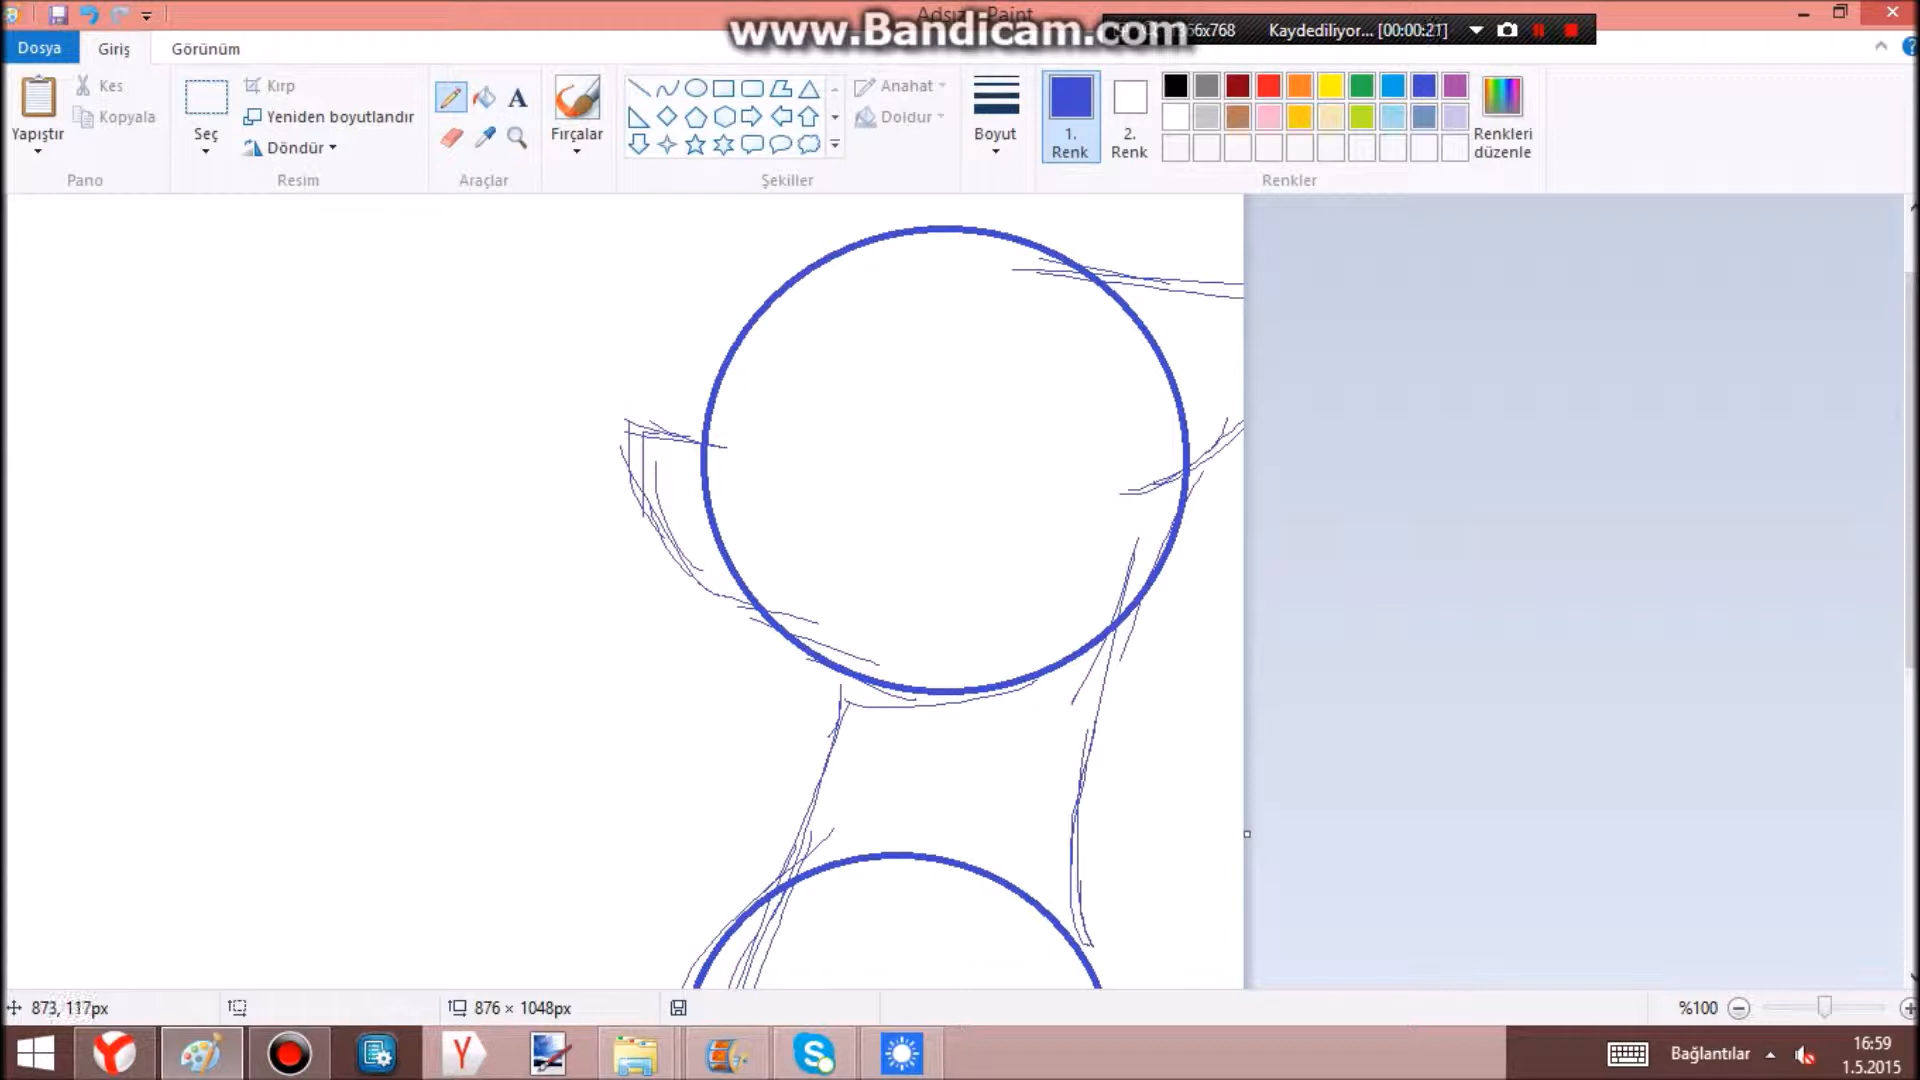 Adsız - Paint
www.Bandicam.com
Kaydediliyor... [00:00:21]
Dosya
Giriş
Görünüm
Yapıştır
Kes
Kopyala
Pano
Seç
Kırp
Yeniden boyutlandır
Döndür
Resim
A
Araçlar
Fırçalar
Şekiller
Anahat
Doldur
Boyut
1.
Renk
2.
Renk
Renkler
Renkleri
düzenle
873, 117px
876 × 1048px
%100
Bağlantılar
16:59
1.5.2015